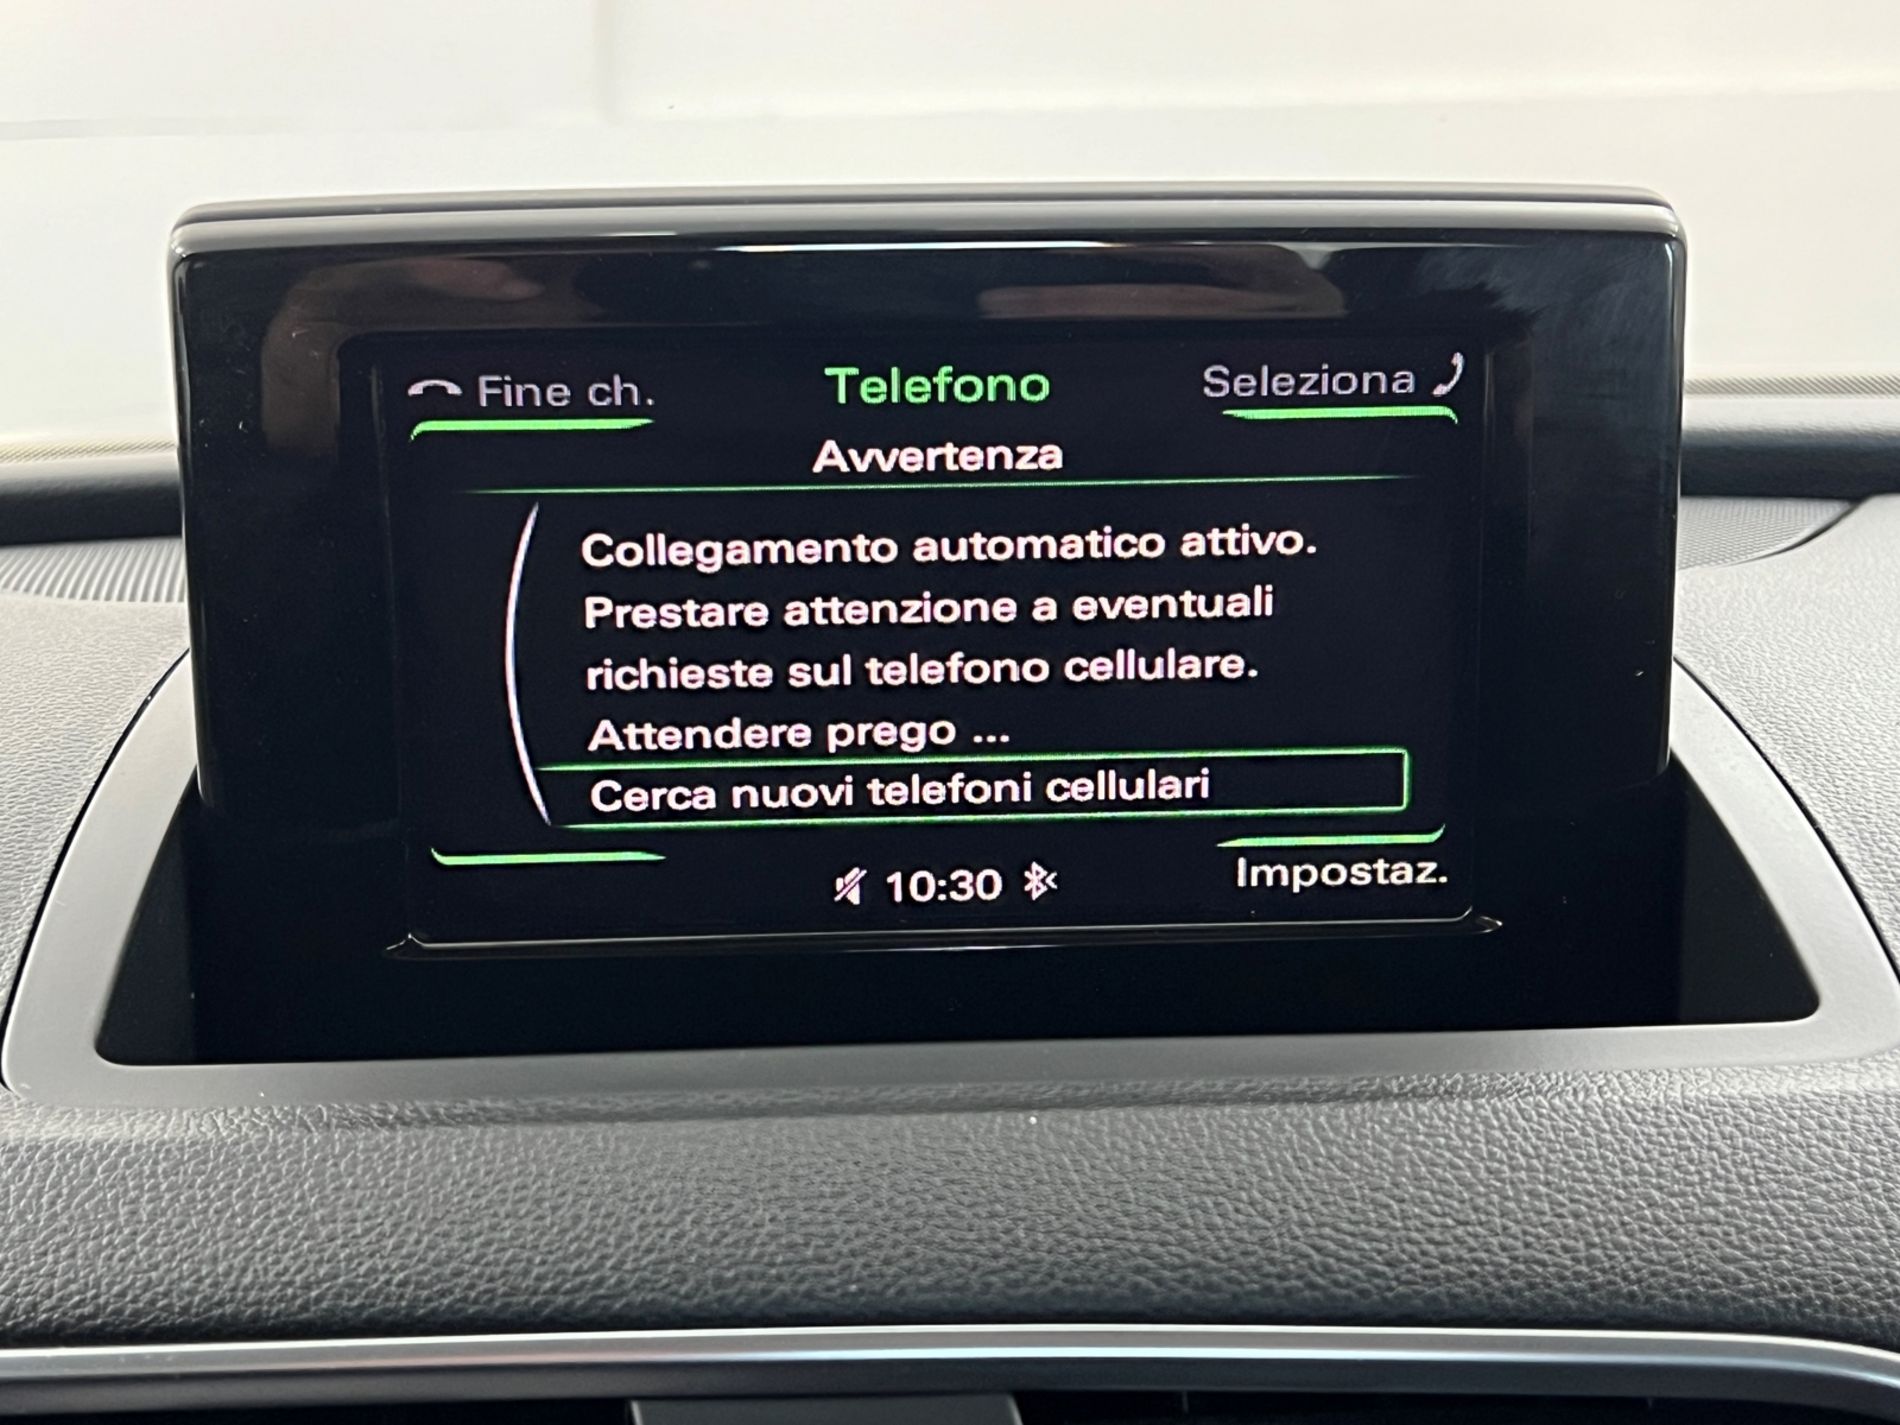 Fine ch.
Telefono
Seleziona
Avvertenza
Collegamento automatico attivo.
Prestare attenzione a eventuali
richieste sul telefono cellulare.
Attendere prego ...
Cerca nuovi telefoni cellulari
10:30
Impostaz.